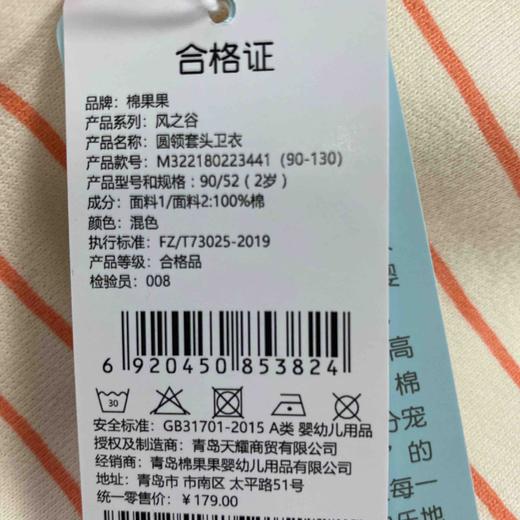 合格证
品牌: 棉果果
产品系列: 风之谷
产品名称: 圆领套头卫衣
产品款号: M322180223441 (90-130)
产品型号和规格: 90/52 (2岁)
成分: 面料1/面料2:100%棉
颜色: 混色
执行标准: FZ/T73025-2019
产品等级: 合格品
检验员: 008
6 920450 853824
30
安全标准: GB31701-2015 A类 婴幼儿用品
授权及制造商: 青岛天耀商贸有限公司
经销商: 青岛棉果果婴幼儿用品有限公司
地址: 青岛市 市南区 太平路51号
统一零售价: ¥179.00
高
棉
的
每一